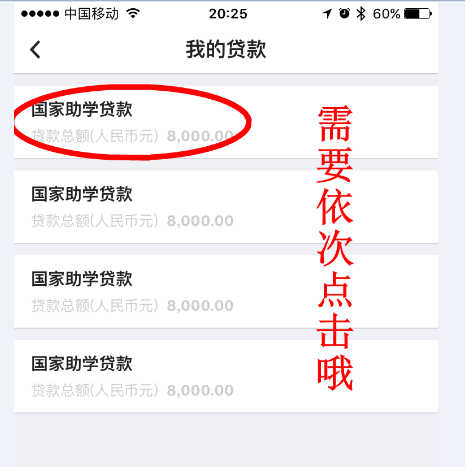 中国移动 20:25 60%
我的贷款
国家助学贷款
贷款总额(人民币元) 8,000.00
国家助学贷款
贷款总额(人民币元) 8,000.00
国家助学贷款
贷款总额(人民币元) 8,000.00
国家助学贷款
贷款总额(人民币元) 8,000.00
需要依次点击哦